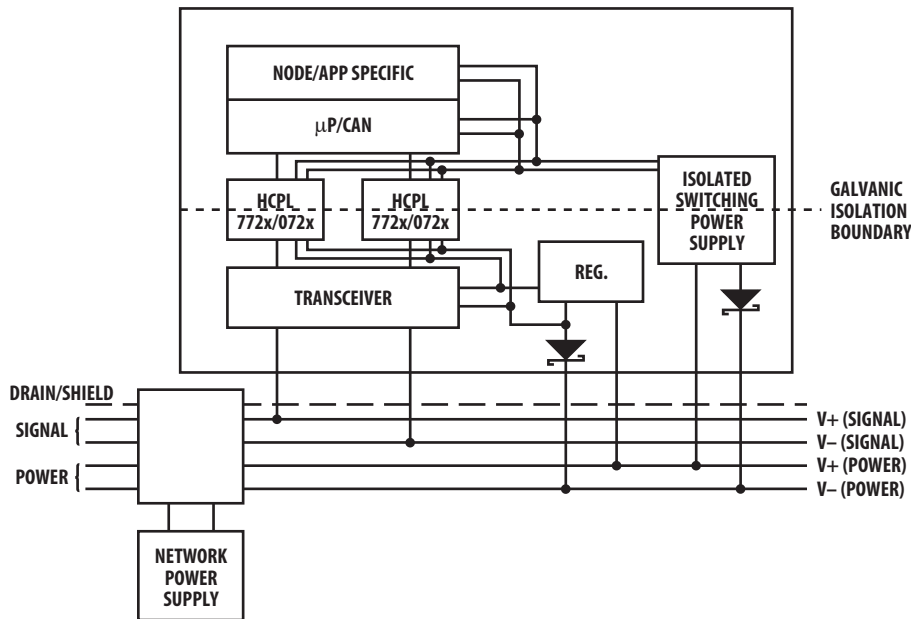 NODE/APP SPECIFIC
μP/CAN
HCPL
772x/072x
HCPL
772x/072x
ISOLATED
SWITCHING
POWER
SUPPLY
GALVANIC
ISOLATION
BOUNDARY
TRANSCEIVER
REG.
DRAIN/SHIELD
SIGNAL
POWER
V+ (SIGNAL)
V– (SIGNAL)
V+ (POWER)
V– (POWER)
NETWORK
POWER
SUPPLY